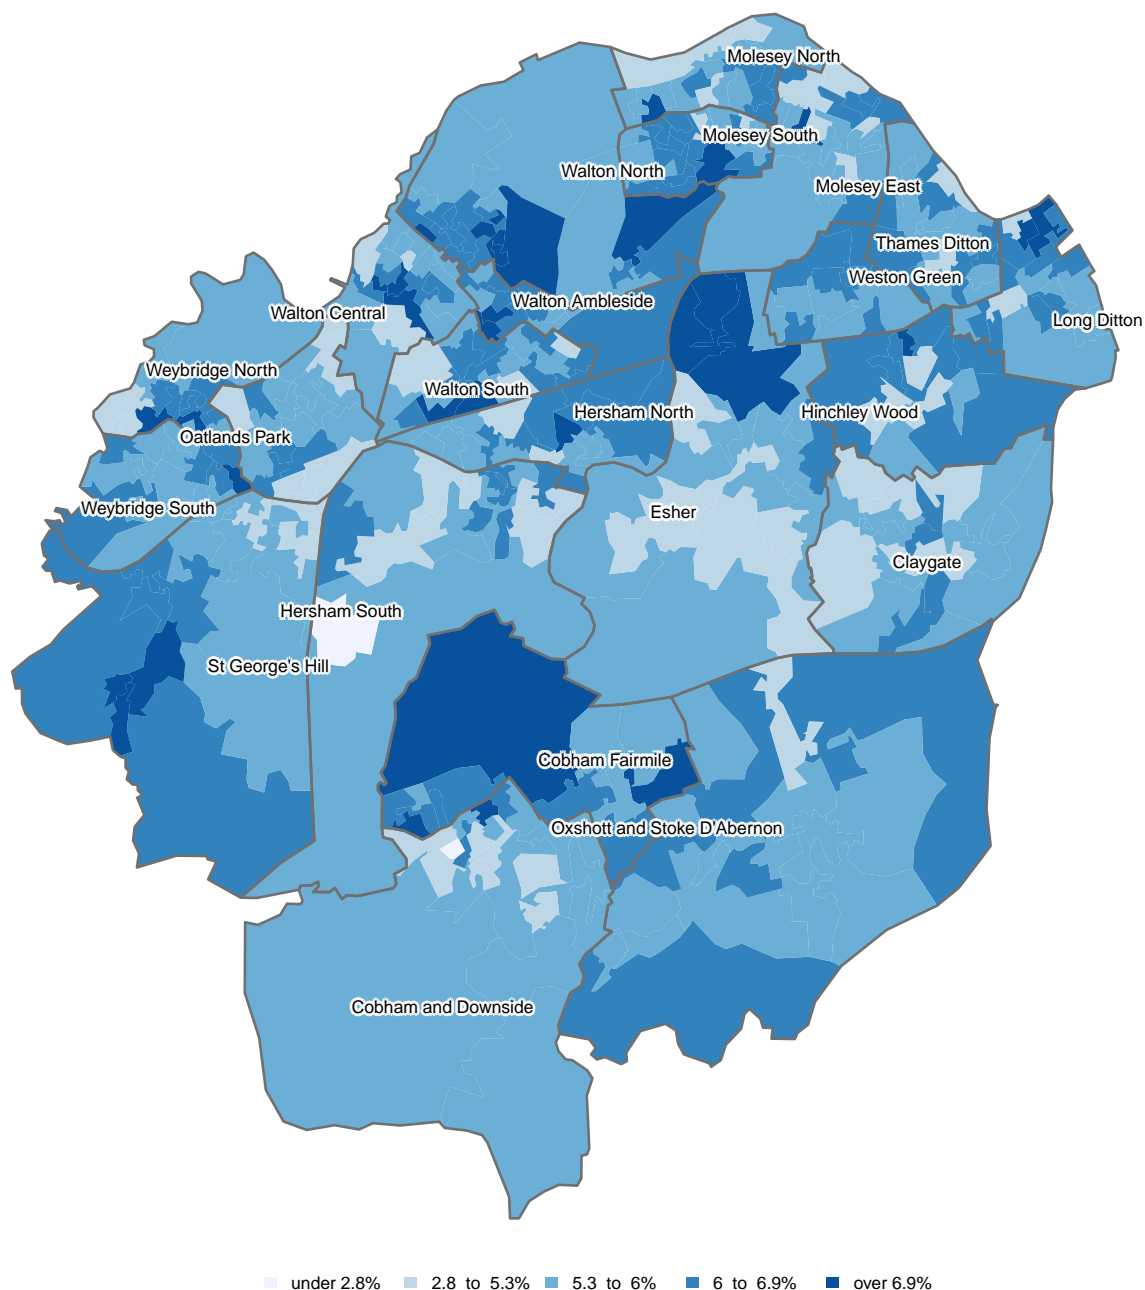 Molesey North
Molesey South
Walton North
Molesey East
Thames Ditton
Weston Green
Walton Ambleside
Walton Central
Long Ditton
Weybridge North
Walton South
Hersham North
Hinchley Wood
Oatlands Park
Weybridge South
Esher
Claygate
Hersham South
St George's Hill
Cobham Fairmile
Oxshott and Stoke D'Abernon
Cobham and Downside
under 2.8% 2.8 to 5.3% 5.3 to 6% 6 to 6.9% over 6.9%